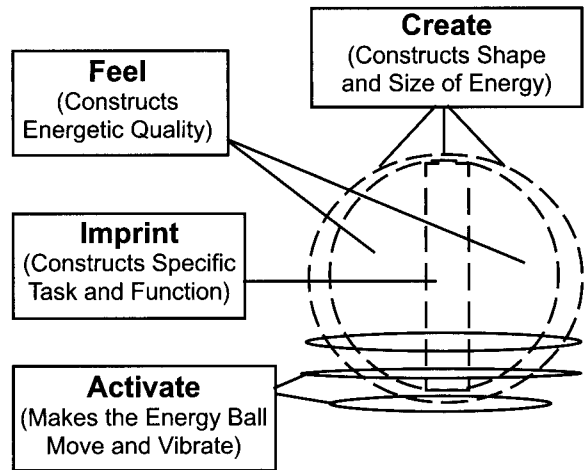 Create
(Constructs Shape
and Size of Energy)
Feel
(Constructs
Energetic Quality)
Imprint
(Constructs Specific
Task and Function)
Activate
(Makes the Energy Ball
Move and Vibrate)